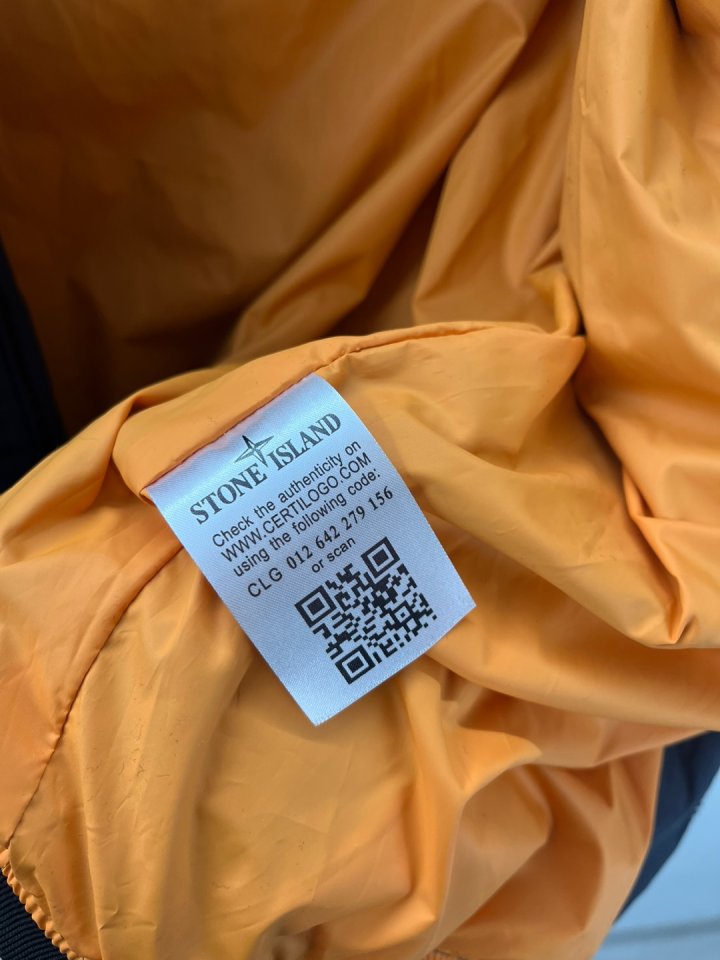 STONE ISLAND
Check the authenticity on
WWW.CERTILOGO.COM
using the following code:
CLG 012 642 279 156
or scan